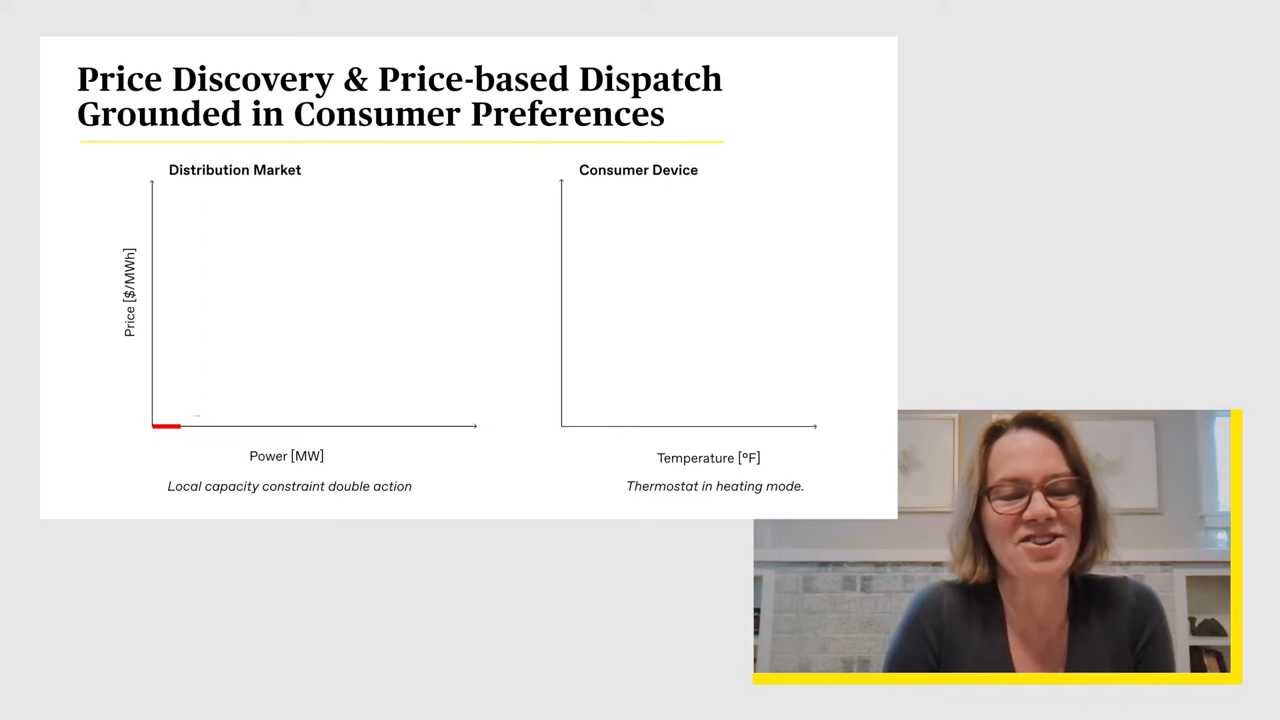 Price Discovery & Price-based Dispatch
Grounded in Consumer Preferences
Distribution Market
Price [$/MWh]
Power [MW]
Local capacity constraint double action
Consumer Device
Temperature [°F]
Thermostat in heating mode.